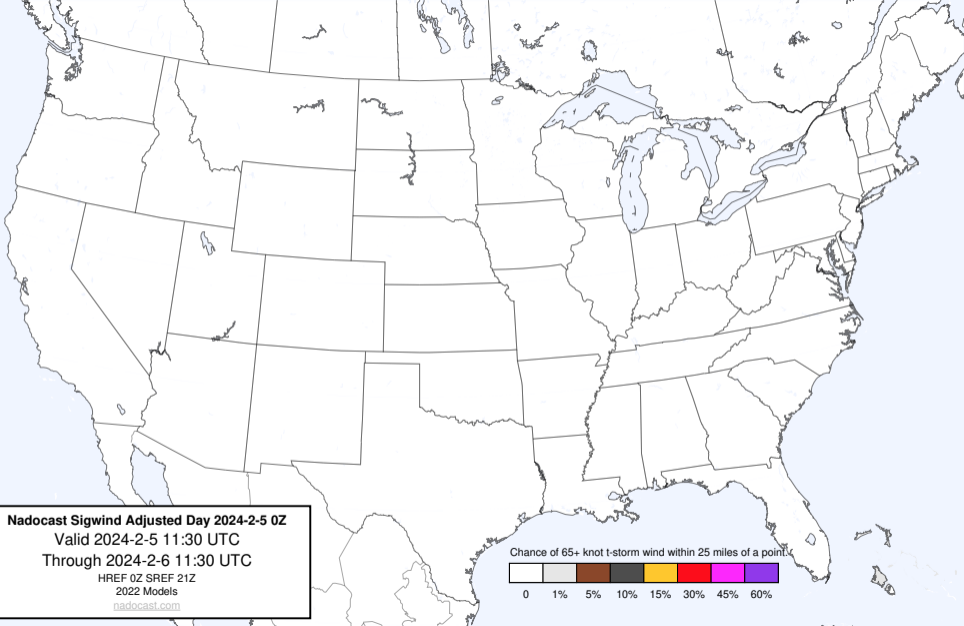 Nadocast Sigwind Adjusted Day 2024-2-5 0Z
Valid 2024-2-5 11:30 UTC
Through 2024-2-6 11:30 UTC
HREF 0Z SREF 21Z
2022 Models
nadocast.com
Chance of 65+ knot t-storm wind within 25 miles of a point.
0 1% 5% 10% 15% 30% 45% 60%